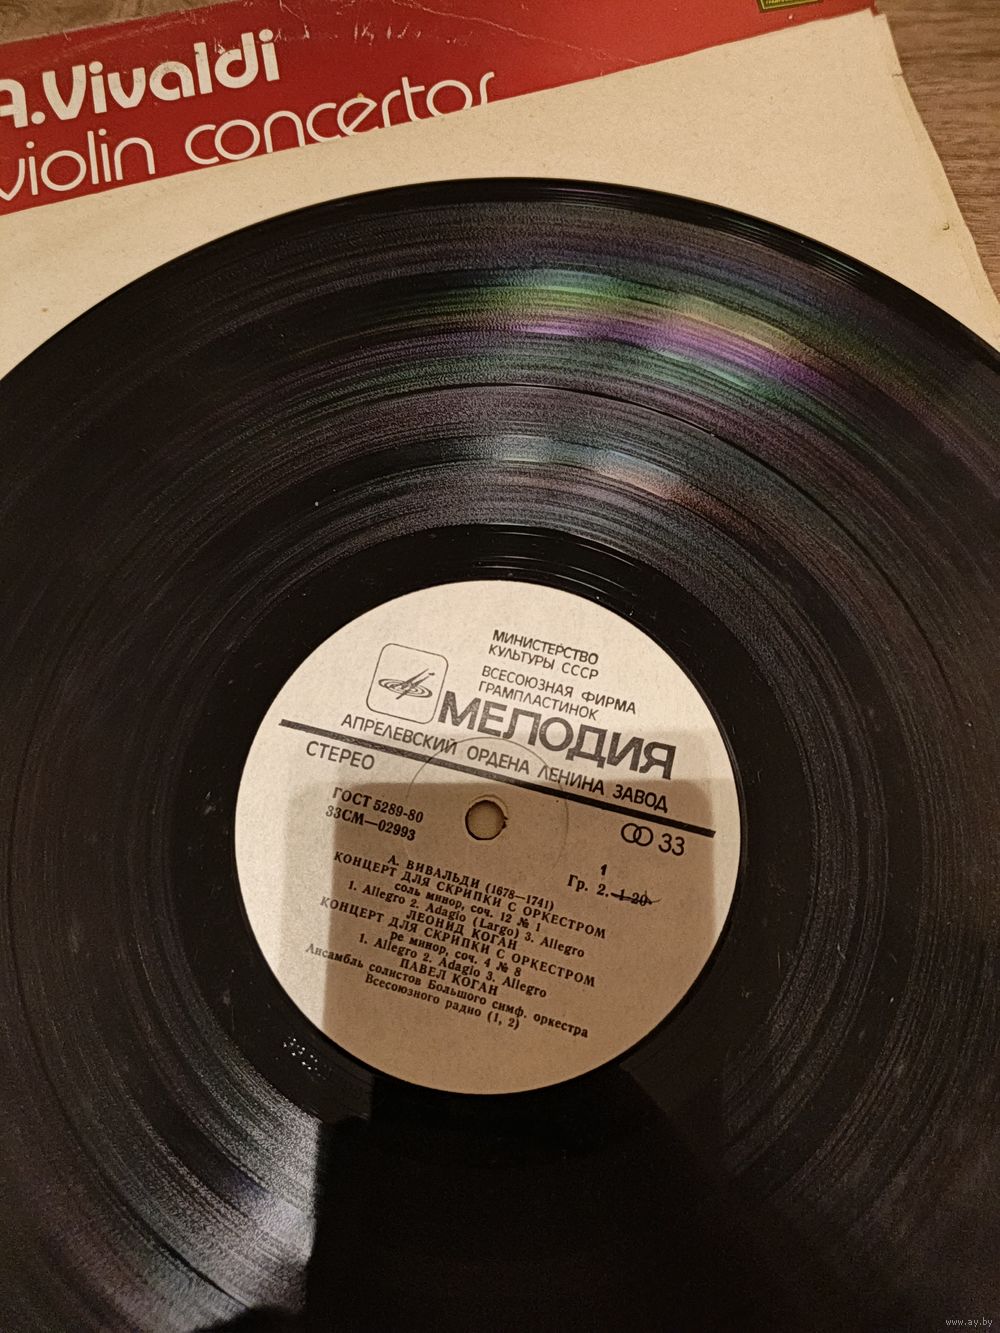 A.Vivaldi
violin concertor
МИНИСТЕРСТВО
КУЛЬТУРЫ СССР
ВСЕСОЮЗНАЯ ФИРМА
ГРАМПЛАСТИНОК
МЕЛОДИЯ
АПРЕЛЕВСКИЙ ОРДЕНА ЛЕНИНА ЗАВОД
СТЕРЕО
33
ГОСТ 5289-80
33СМ—02993
1
Гр. 2. 1-20
А. ВИВАЛЬДИ (1678—1741)
КОНЦЕРТ ДЛЯ СКРИПКИ С ОРКЕСТРОМ
соль минор, соч. 12 № 1
1. Allegro 2. Adagio (Largo) 3. Allegro
ЛЕОНИД КОГАН
КОНЦЕРТ ДЛЯ СКРИПКИ С ОРКЕСТРОМ
ре минор, соч. 4 № 8
1. Allegro 2. Adagio 3. Allegro
ПАВЕЛ КОГАН
Ансамбль солистов Большого симф. оркестра
Всесоюзного радио (1, 2)
www.ay.by